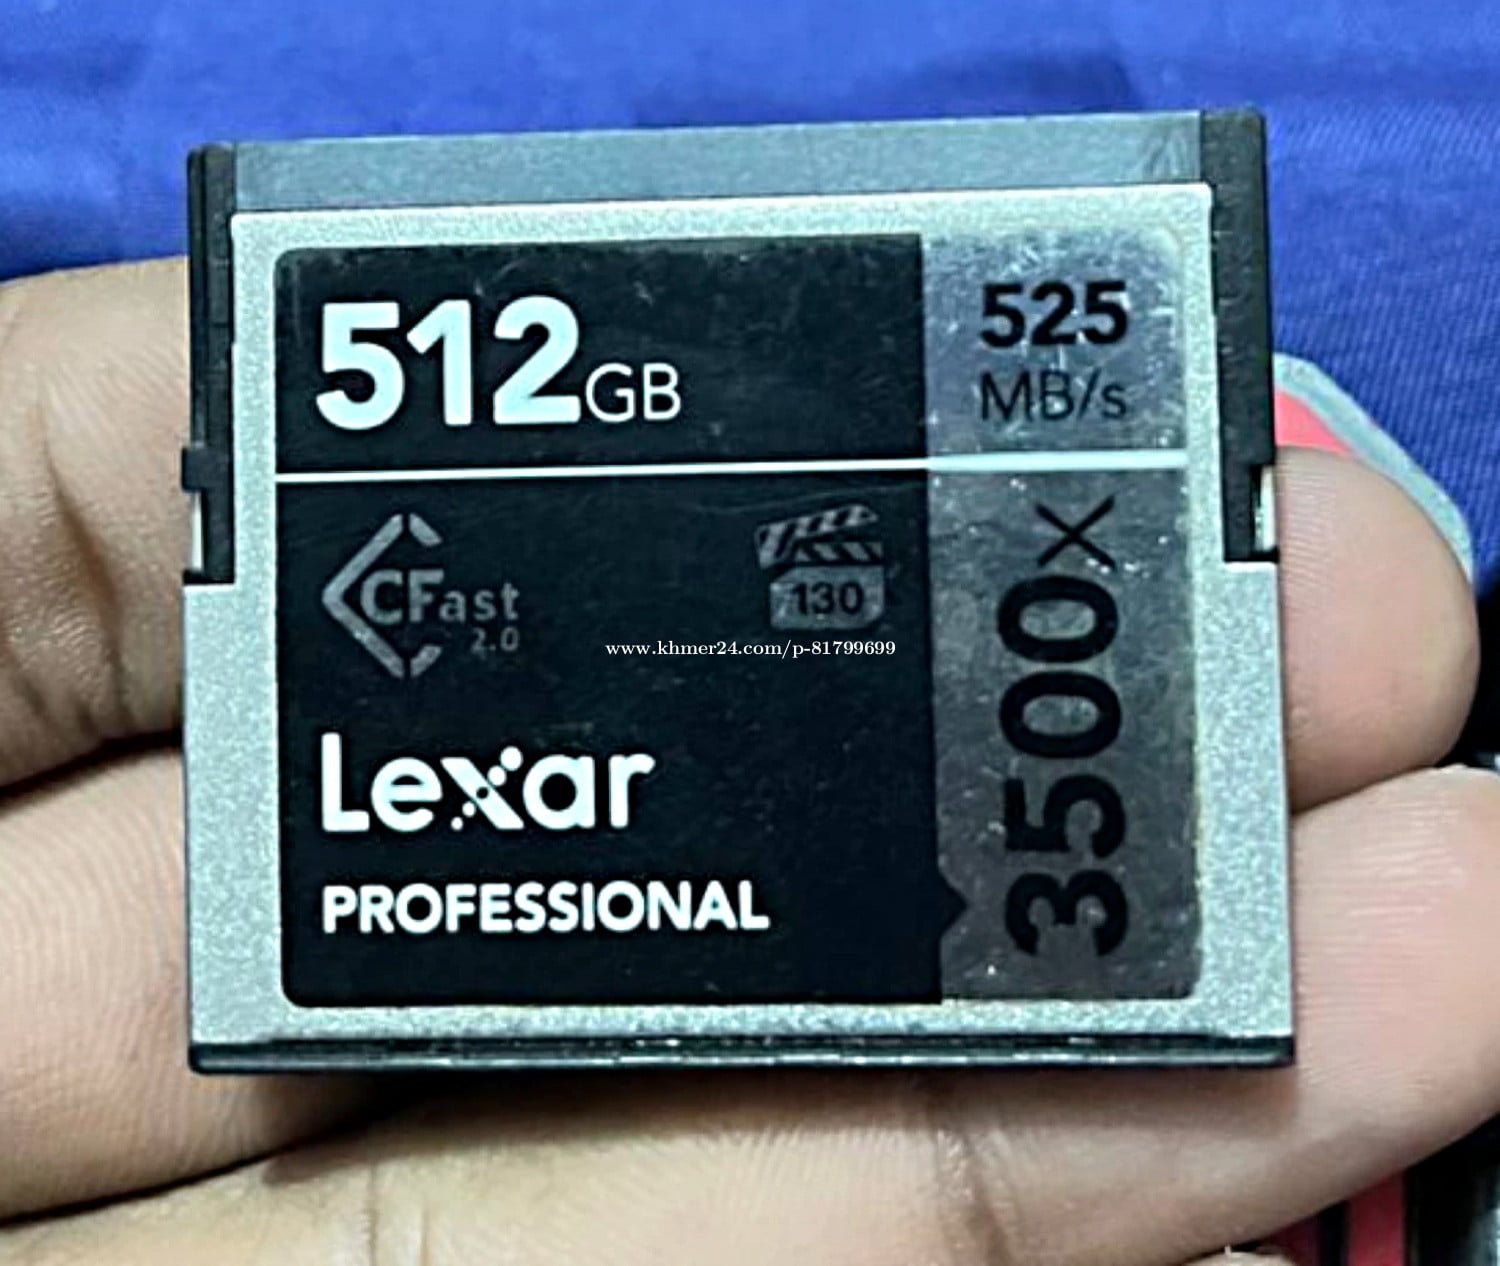 512GB
525
MB/s
CFast
2.0
130
3500x
www.khmer24.com/p-81799699
Lexar
PROFESSIONAL